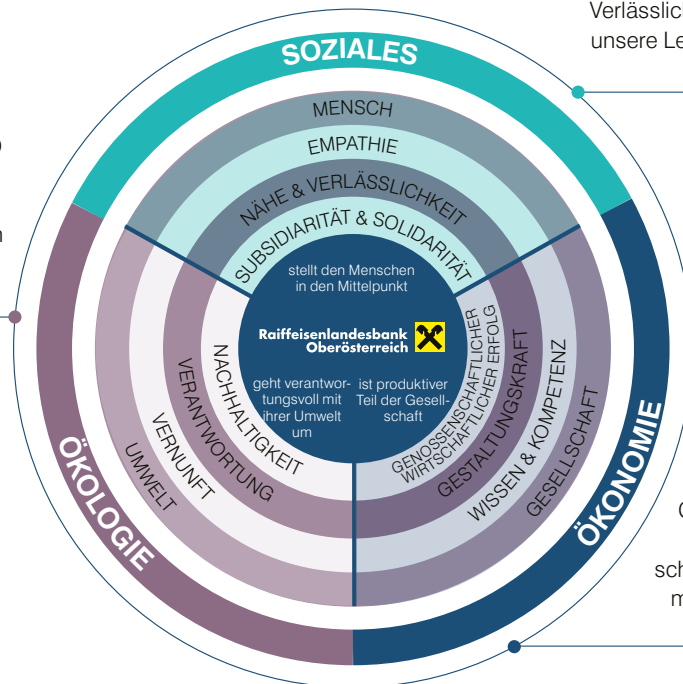 Verlässlic
unsere Le
SOZIALES
MENSCH
EMPATHIE
NÄHE & VERLÄSSLICHKEIT
SUBSIDIARITÄT & SOLIDARITÄT
stellt den Menschen
in den Mittelpunkt
Raiffeisenlandesbank
Oberösterreich
geht verantwor-
tungsvoll mit
ihrer Umwelt
um
ist produktiver
Teil der Gesell-
schaft
NACHHALTIGKEIT
VERANTWORTUNG
VERNUNFT
UMWELT
ÖKOLOGIE
GENOSSENSCHAFTLICHER
WIRTSCHAFTLICHER ERFOLG
GESTALTUNGSKRAFT
WISSEN & KOMPETENZ
GESELLSCHAFT
ÖKONOMIE
sch
m